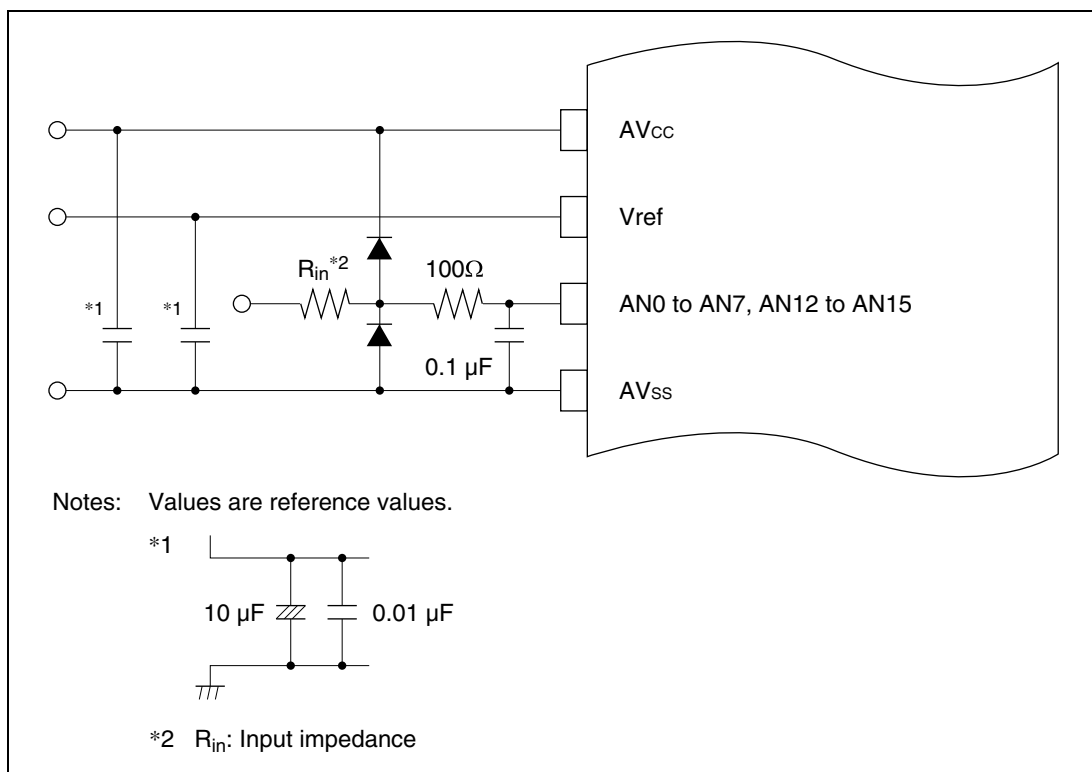 AVCC
Vref
Rin*2
100Ω
*1
*1
AN0 to AN7, AN12 to AN15
0.1 μF
AVSS
Notes: Values are reference values.
*1
10 μF
0.01 μF
*2 Rin: Input impedance